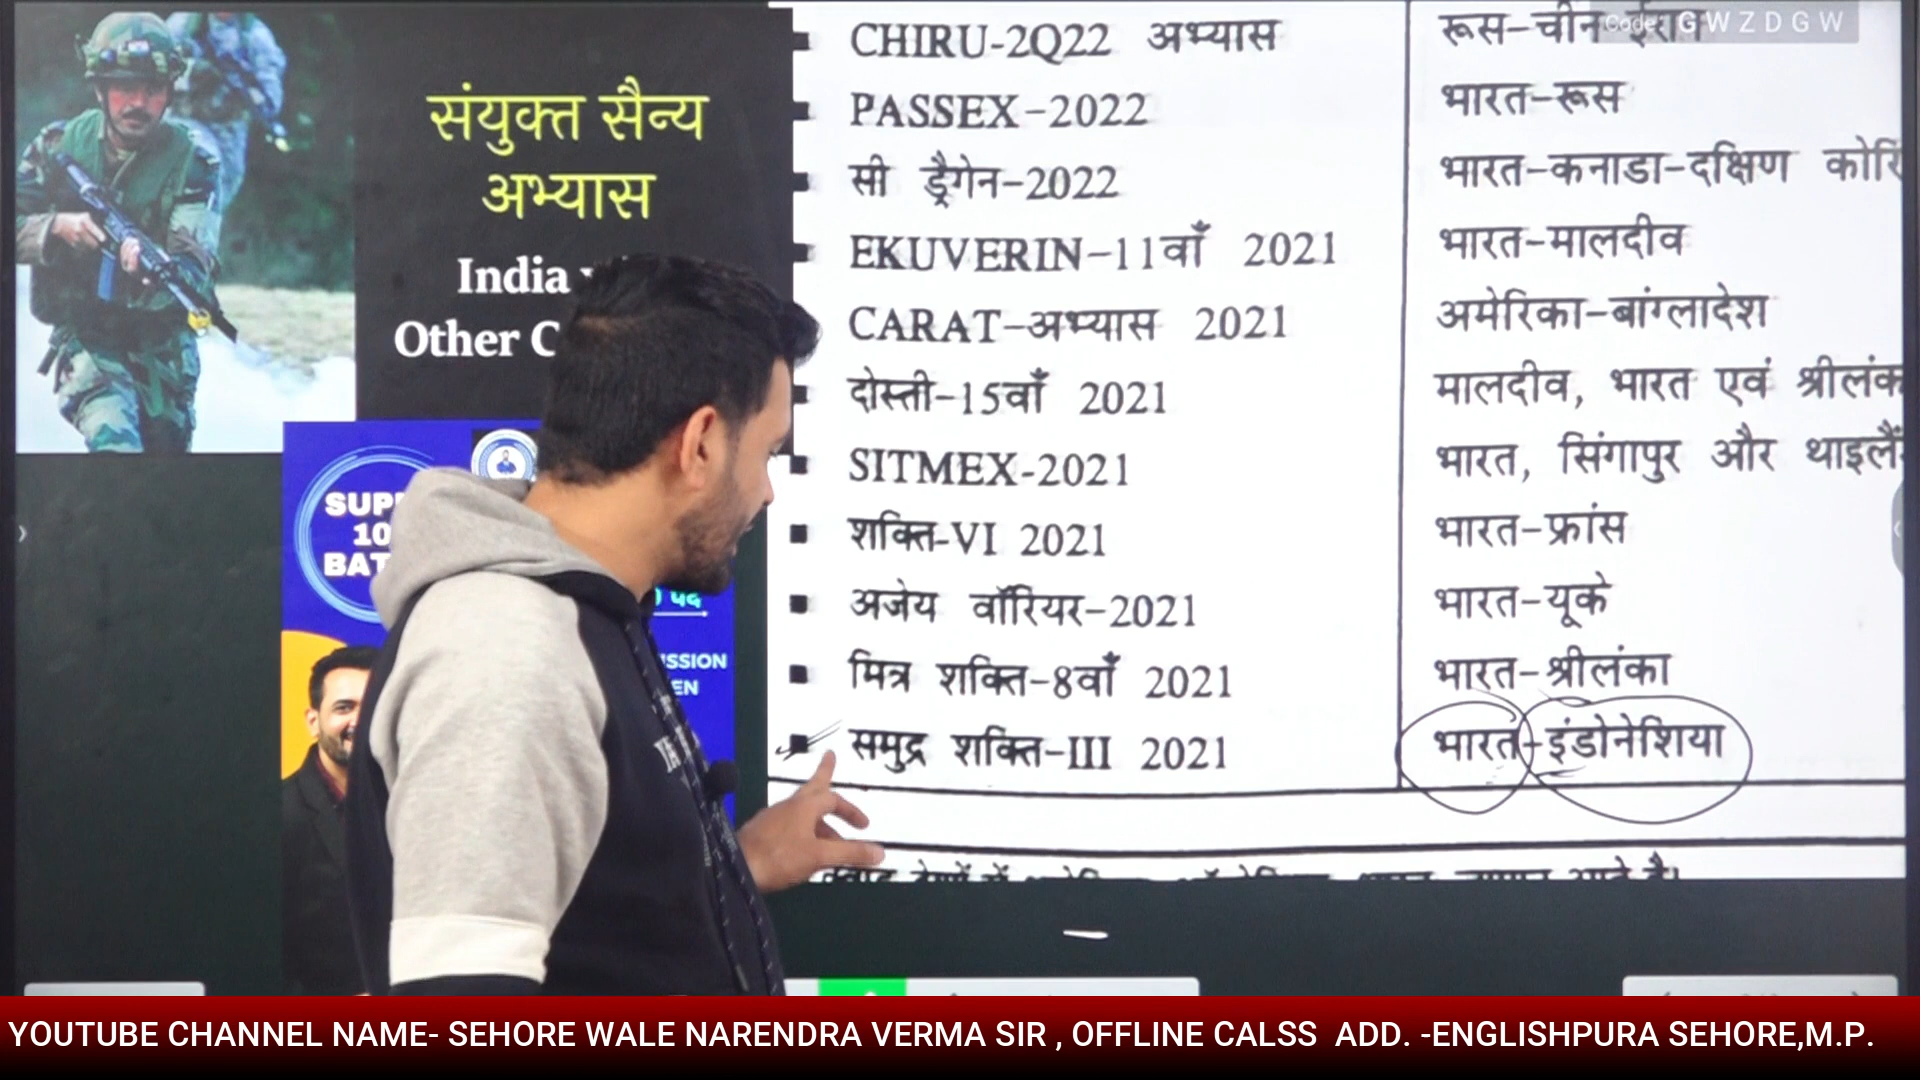 Code: G W Z D G W
संयुक्त सैन्य
अभ्यास
India
Other
CHIRU-2Q22 अभ्यास रूस-चीन ईरान
PASSEX-2022 भारत-रूस
सी ड्रैगेन-2022 भारत-कनाडा-दक्षिण
EKUVERIN-11वाँ 2021 भारत-मालदीव
CARAT-अभ्यास 2021 अमेरिका-बांग्लादेश
दोस्ती-15वाँ 2021 मालदीव, भारत एवं
SITMEX-2021 भारत, सिंगापुर और
शक्ति-VI 2021 भारत-फ्रांस
अजेय वॉरियर-2021 भारत-यूके
मित्र शक्ति-8वाँ 2021 भारत-श्रीलंका
समुद्र शक्ति-III 2021 भारत-इंडोनेशिया
पद
YOUTUBE CHANNEL NAME- SEHORE WALE NARENDRA VERMA SIR , OFFLINE CALSS ADD. -ENGLISHPURA SEHORE,M.P.